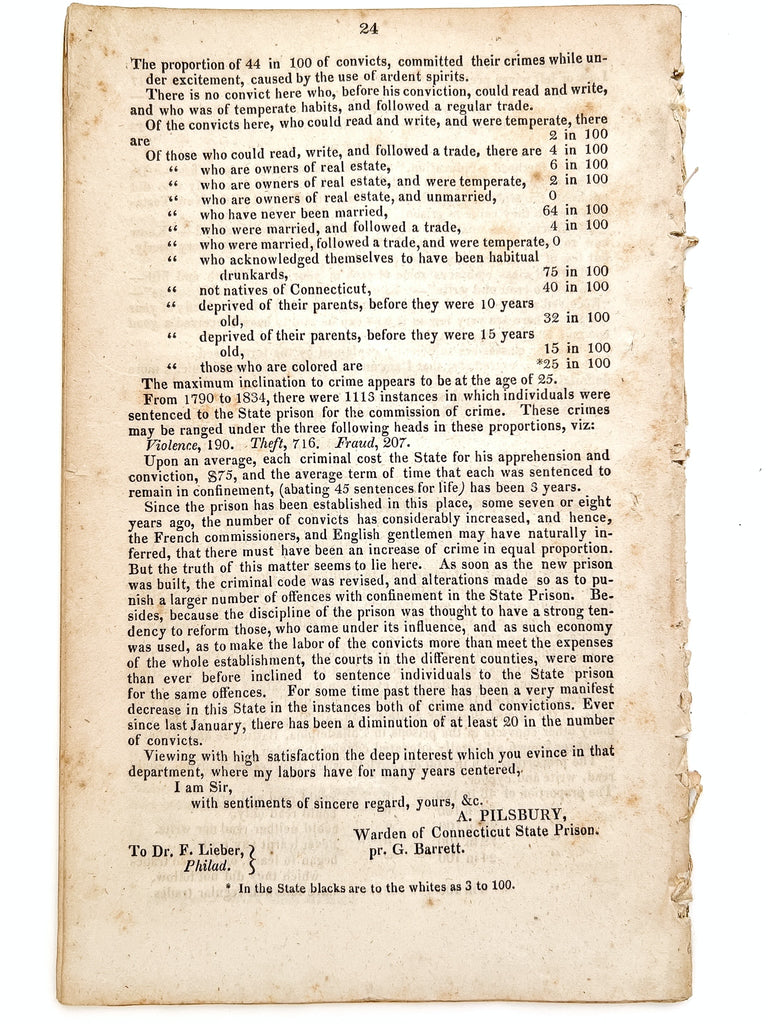 24
The proportion of 44 in 100 of convicts, committed their crimes while un-
der excitement, caused by the use of ardent spirits.
There is no convict here who, before his conviction, could read and write,
and who was of temperate habits, and followed a regular trade.
Of the convicts here, who could read and write, and were temperate, there
are 2 in 100
Of those who could read, write, and followed a trade, there are 4 in 100
“ who are owners of real estate, 6 in 100
“ who are owners of real estate, and were temperate, 2 in 100
“ who are owners of real estate, and unmarried, 0
“ who have never been married, 64 in 100
“ who were married, and followed a trade, 4 in 100
“ who were married, followed a trade, and were temperate, 0
“ who acknowledged themselves to have been habitual
drunkards, 75 in 100
“ not natives of Connecticut, 40 in 100
“ deprived of their parents, before they were 10 years
old, 32 in 100
“ deprived of their parents, before they were 15 years
old, 15 in 100
“ those who are colored are *25 in 100
The maximum inclination to crime appears to be at the age of 25.
From 1790 to 1834, there were 1113 instances in which individuals were
sentenced to the State prison for the commission of crime. These crimes
may be ranged under the three following heads in these proportions, viz:
Violence, 190. Theft, 716. Fraud, 207.
Upon an average, each criminal cost the State for his apprehension and
conviction, $75, and the average term of time that each was sentenced to
remain in confinement, (abating 45 sentences for life) has been 3 years.
Since the prison has been established in this place, some seven or eight
years ago, the number of convicts has considerably increased, and hence,
the French commissioners, and English gentlemen may have naturally in-
ferred, that there must have been an increase of crime in equal proportion.
But the truth of this matter seems to lie here. As soon as the new prison
was built, the criminal code was revised, and alterations made so as to pu-
nish a larger number of offences with confinement in the State Prison. Be-
sides, because the discipline of the prison was thought to have a strong ten-
dency to reform those, who came under its influence, and as such economy
was used, as to make the labor of the convicts more than meet the expenses
of the whole establishment, the courts in the different counties, were more
than ever before inclined to sentence individuals to the State prison
for the same offences. For some time past there has been a very manifest
decrease in this State in the instances both of crime and convictions. Ever
since last January, there has been a diminution of at least 20 in the number
of convicts.
Viewing with high satisfaction the deep interest which you evince in that
department, where my labors have for many years centered,
I am Sir,
with sentiments of sincere regard, yours, &c.
A. PILSBURY,
Warden of Connecticut State Prison.
To Dr. F. Lieber, } pr. G. Barrett.
Philad.
* In the State blacks are to the whites as 3 to 100.